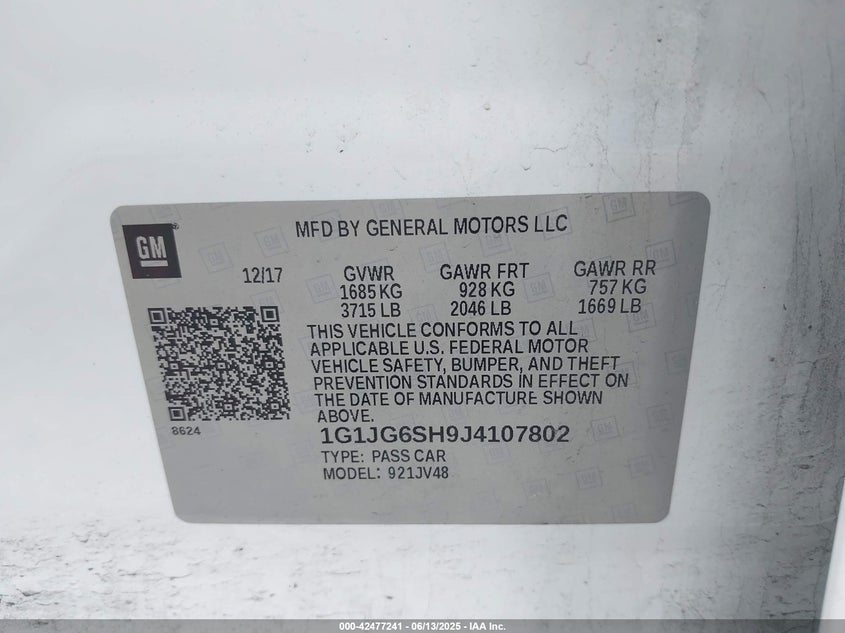 GM
MFD BY GENERAL MOTORS LLC
12/17 GVWR GAWR FRT GAWR RR
1685 KG 928 KG 757 KG
3715 LB 2046 LB 1669 LB
THIS VEHICLE CONFORMS TO ALL
APPLICABLE U.S. FEDERAL MOTOR
VEHICLE SAFETY, BUMPER, AND THEFT
PREVENTION STANDARDS IN EFFECT ON
THE DATE OF MANUFACTURE SHOWN
ABOVE.
8624
1G1JG6SH9J4107802
TYPE: PASS CAR
MODEL: 921JV48
000-42477241 - 06/13/2025 - IAA Inc.